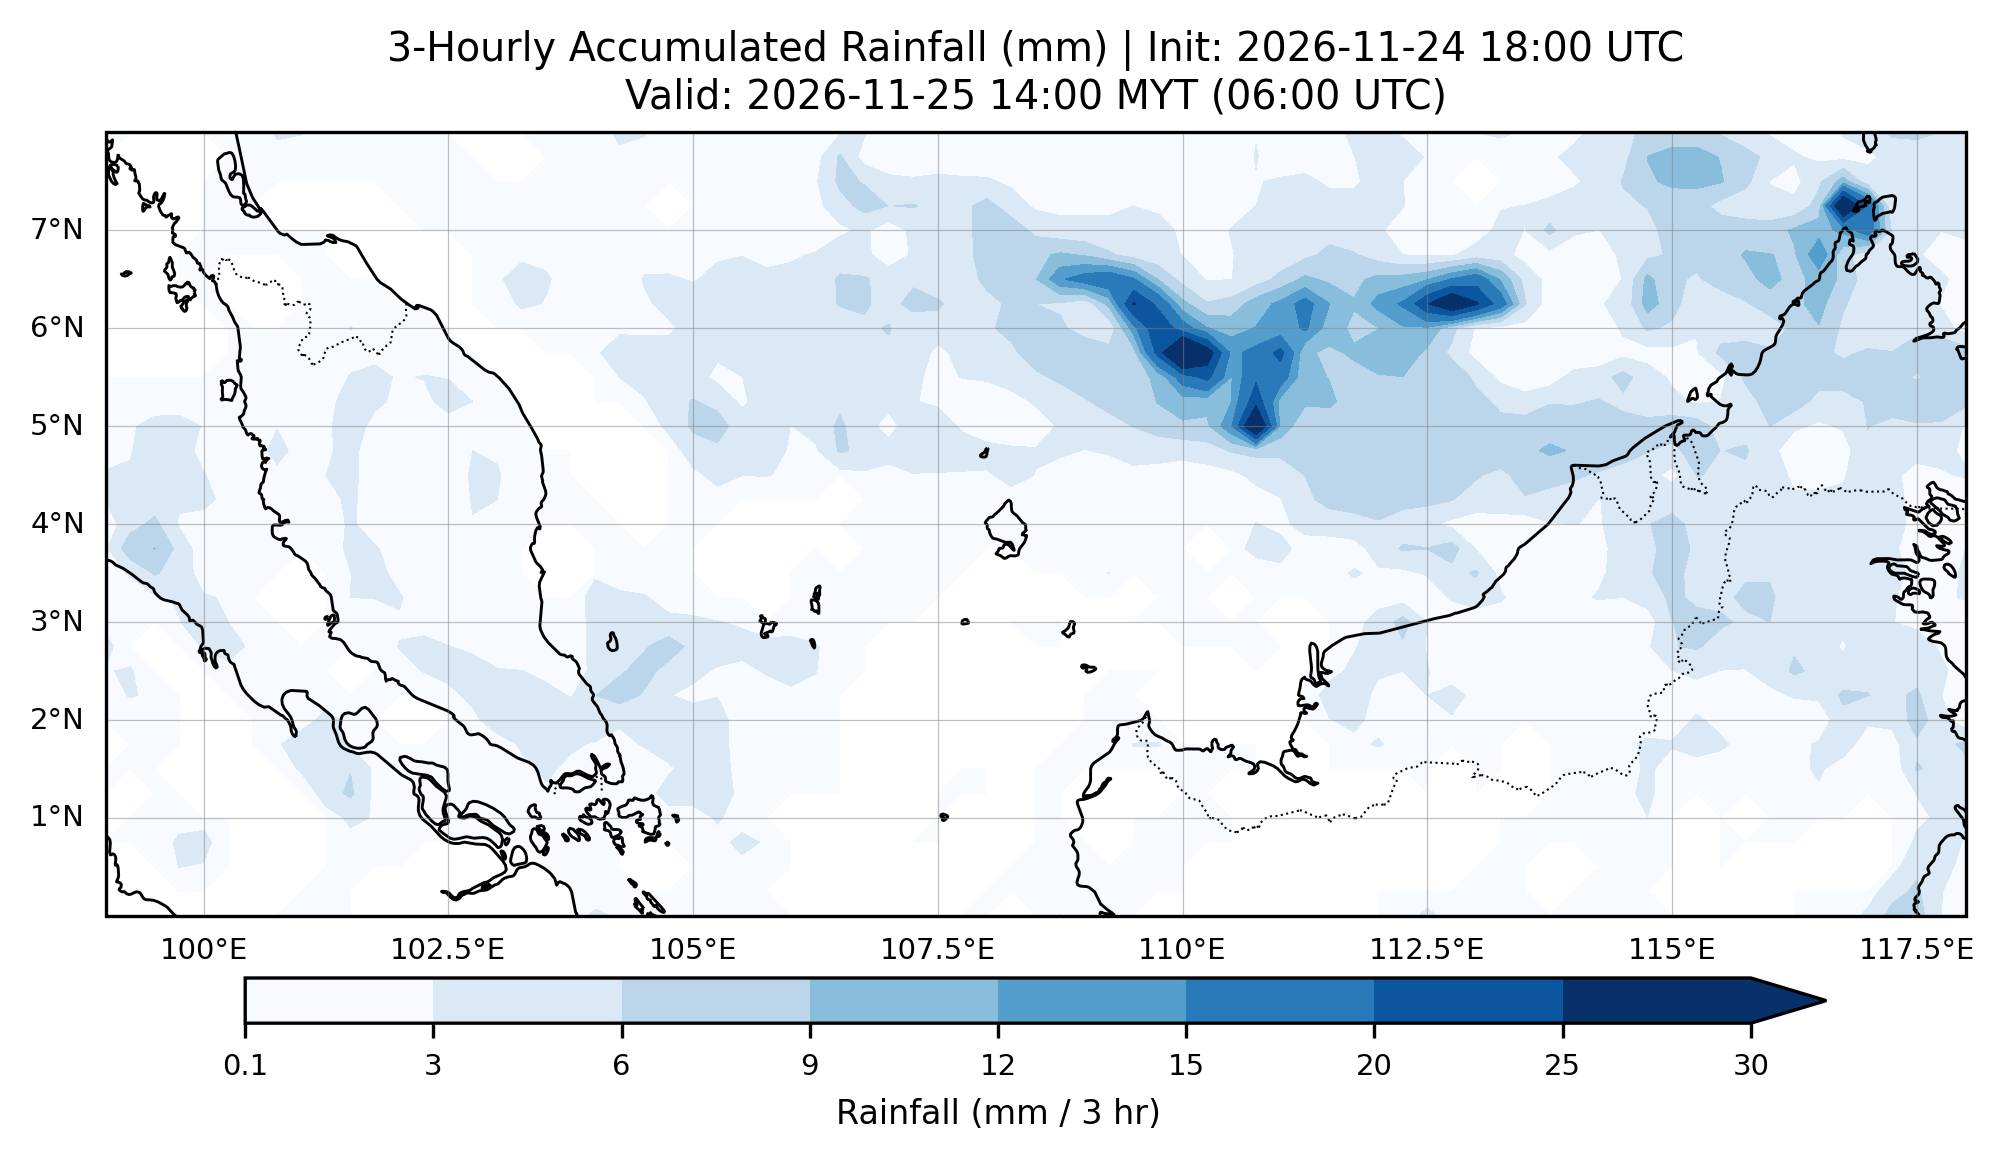 3-Hourly Accumulated Rainfall (mm) | Init: 2026-11-24 18:00 UTC
Valid: 2026-11-25 14:00 MYT (06:00 UTC)
7°N
6°N
5°N
4°N
3°N
2°N
1°N
100°E 102.5°E 105°E 107.5°E 110°E 112.5°E 115°E 117.5°E
0.1 3 6 9 12 15 20 25 30
Rainfall (mm / 3 hr)